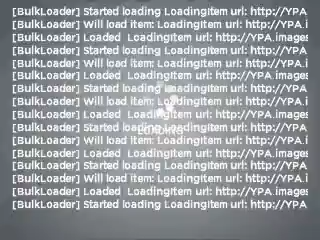 [BulkLoader] Started loading LoadingItem url: http://YPA
[BulkLoader] Will load item: LoadingItem url: http://YPA.i
[BulkLoader] Loaded  LoadingItem url: http://YPA.images
[BulkLoader] Started loading LoadingItem url: http://YPA
[BulkLoader] Will load item: LoadingItem url: http://YPA.i
[BulkLoader] Loaded  LoadingItem url: http://YPA.images
[BulkLoader] Started loading LoadingItem url: http://YPA
[BulkLoader] Will load item: LoadingItem url: http://YPA.i
[BulkLoader] Loaded  LoadingItem url: http://YPA.images
[BulkLoader] Started loading LoadingItem url: http://YPA
LOADING
[BulkLoader] Will load item: LoadingItem url: http://YPA.i
[BulkLoader] Loaded  LoadingItem url: http://YPA.images
[BulkLoader] Started loading LoadingItem url: http://YPA
[BulkLoader] Will load item: LoadingItem url: http://YPA.i
[BulkLoader] Loaded  LoadingItem url: http://YPA.images
[BulkLoader] Started loading LoadingItem url: http://YPA